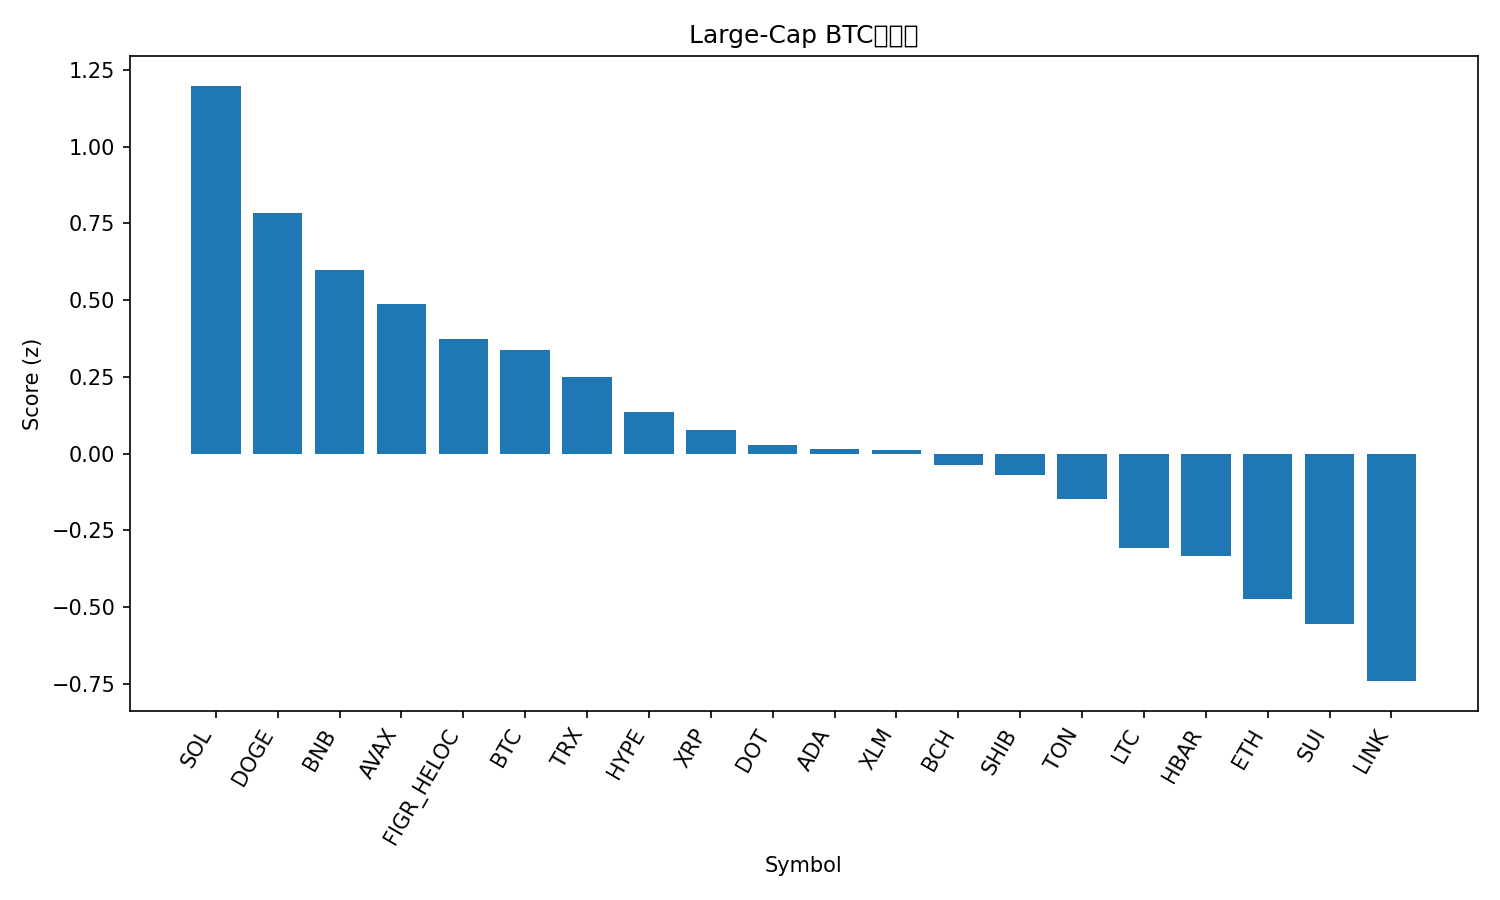 Large-Cap BTC
1.25
1.00
0.75
0.50
0.25
0.00
−0.25
−0.50
−0.75
Score (z)
SOL
DOGE
BNB
AVAX
FIGR_HELOC
BTC
TRX
HYPE
XRP
DOT
ADA
XLM
BCH
SHIB
TON
LTC
HBAR
ETH
SUI
LINK
Symbol